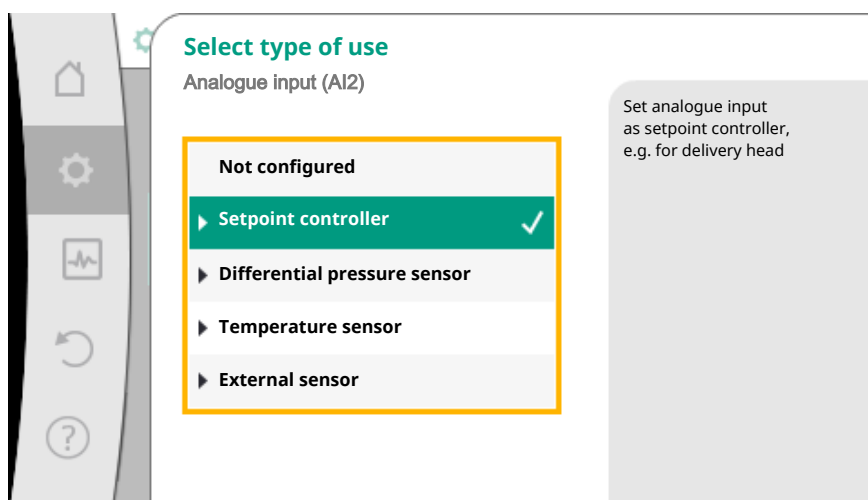 Select type of use
Analogue input (AI2)
Not configured
Setpoint controller
Differential pressure sensor
Temperature sensor
External sensor
Set analogue input
as setpoint controller,
e.g. for delivery head
?